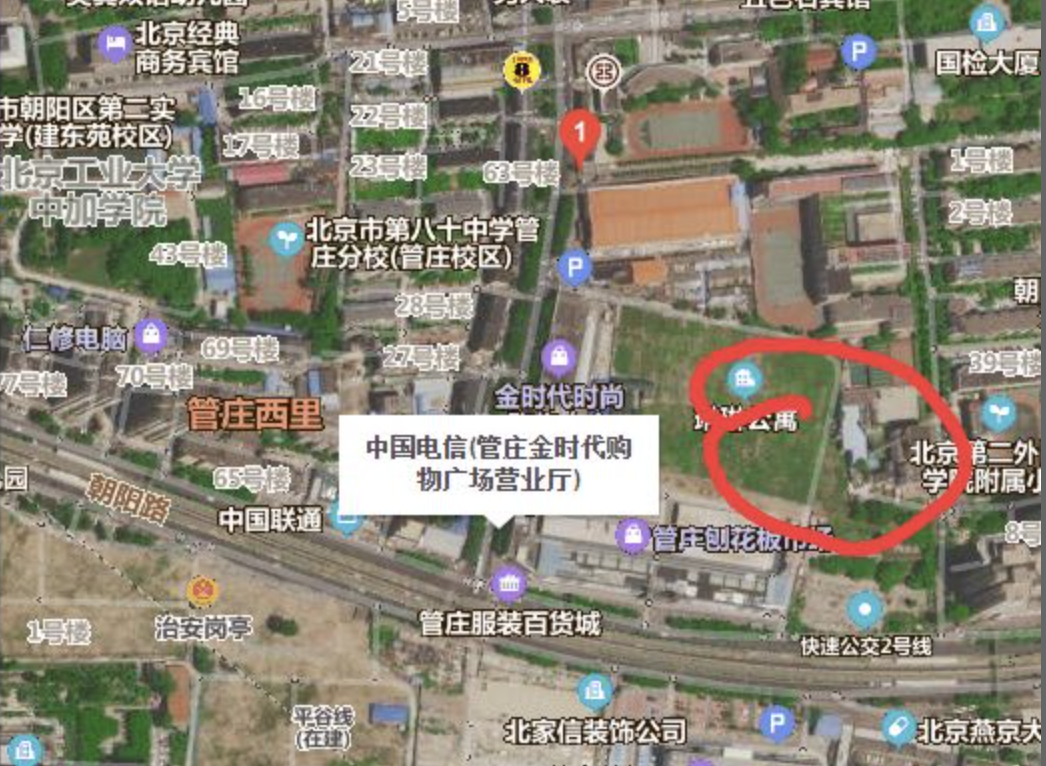 5号楼
北京经典
商务宾馆
21号楼
8
P
国检大厦
16号楼
市朝阳区第二实
学(建东苑校区)
22号楼
1
17号楼
23号楼
63号楼
1号楼
北京工业大学
中加学院
2号楼
北京市第八十中学管
庄分校(管庄校区)
43号楼
P
28号楼
朝
仁修电脑
69号楼
27号楼
39号楼
77号楼
70号楼
金时代时尚
管庄西里
公寓
中国电信(管庄金时代购
物广场营业厅)
北京第二外
学院附属小
园
65号楼
朝阳路
中国联通
管庄刨花板市场
8号
治安岗亭
管庄服装百货城
1号楼
快速公交2号线
平谷线
(在建)
北家信装饰公司
P
北京燕京大